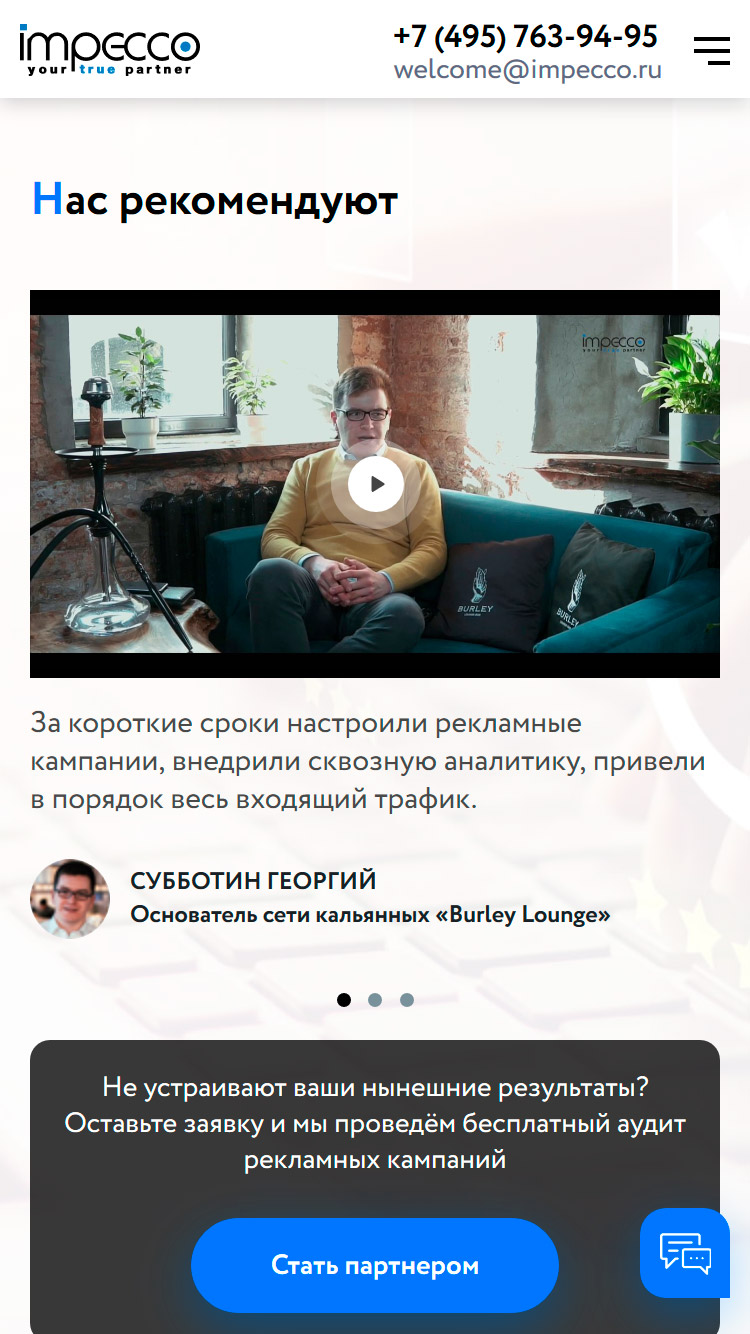 impecco
your true partner
+7 (495) 763-94-95
welcome@impecco.ru
Нас рекомендуют
impecco
your true partner
BURLEY
BURLEY
За короткие сроки настроили рекламные
кампании, внедрили сквозную аналитику, привели
в порядок весь входящий трафик.
СУББОТИН ГЕОРГИЙ
Основатель сети кальянных «Burley Lounge»
Не устраивают ваши нынешние результаты?
Оставьте заявку и мы проведём бесплатный аудит
рекламных кампаний
Стать партнером